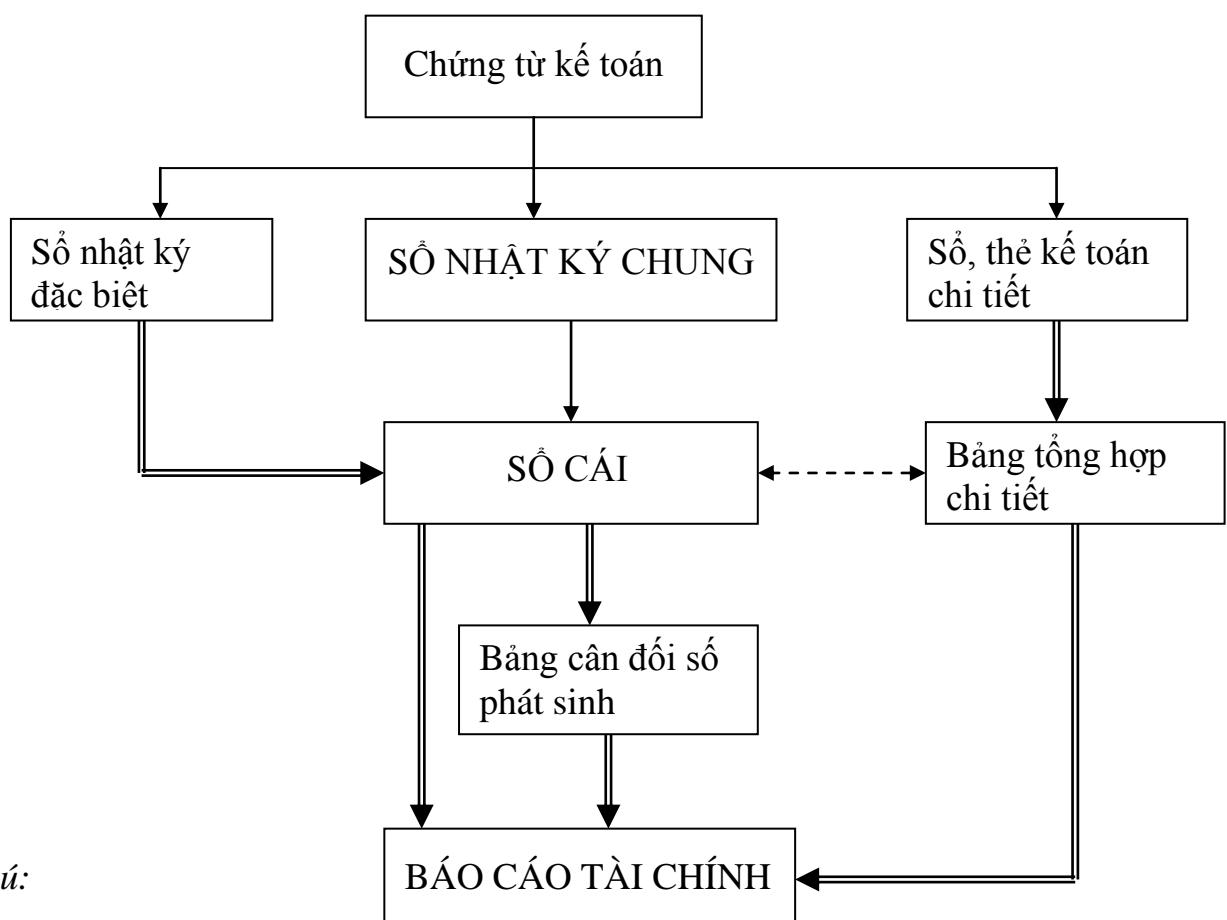 Chứng từ kế toán
Sổ nhật ký
đặc biệt
SỔ NHẬT KÝ CHUNG
Sổ, thẻ kế toán
chi tiết
SỔ CÁI
Bảng tổng hợp
chi tiết
Bảng cân đối số
phát sinh
BÁO CÁO TÀI CHÍNH
ú: